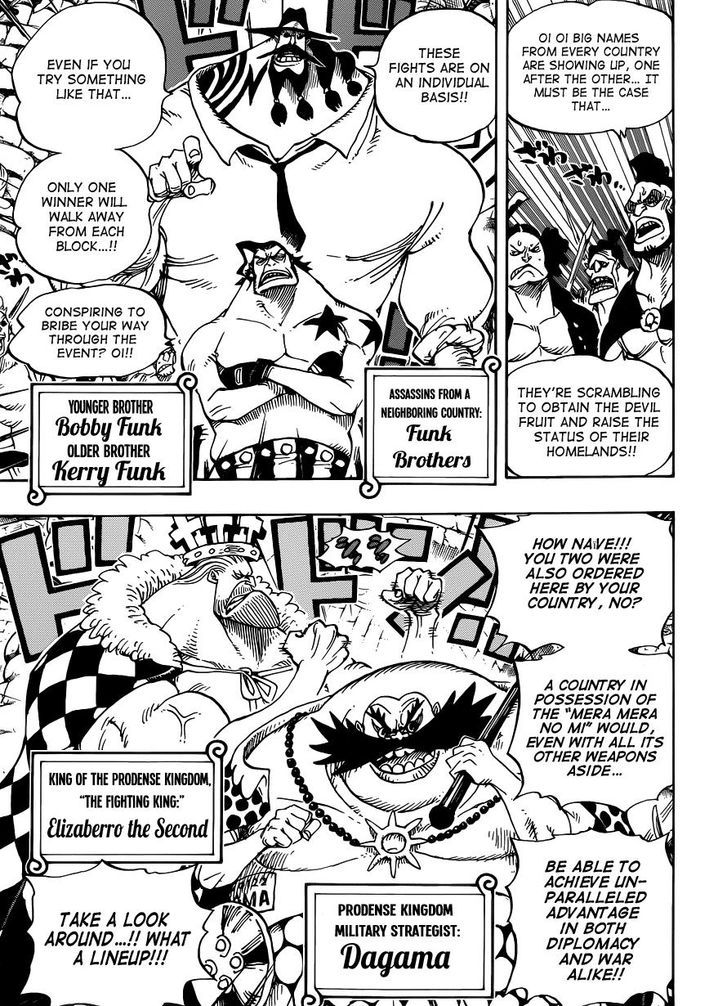 OI OI BIG NAMES
FROM EVERY COUNTRY
ARE SHOWING UP, ONE
AFTER THE OTHER... IT
MUST BE THE CASE
THAT...
THEY'RE SCRAMBLING
TO OBTAIN THE DEVIL
FRUIT AND RAISE THE
STATUS OF THEIR
HOMELANDS!!
THESE
FIGHTS ARE ON
AN INDIVIDUAL
BASIS!!
EVEN IF YOU
TRY SOMETHING
LIKE THAT...
ONLY ONE
WINNER WILL
WALK AWAY
FROM EACH
BLOCK...!!
CONSPIRING TO
BRIBE YOUR WAY
THROUGH THE
EVENT? OI!!
ASSASSINS FROM A
NEIGHBORING COUNTRY:
Funk
Brothers
YOUNGER BROTHER
Bobby Funk
OLDER BROTHER
Kerry Funk
HOW NAIVE!!!
YOU TWO WERE
ALSO ORDERED
HERE BY YOUR
COUNTRY, NO?
A COUNTRY IN
POSSESSION OF
THE "MERA MERA
NO MI" WOULD,
EVEN WITH ALL ITS
OTHER WEAPONS
ASIDE...
BE ABLE TO
ACHIEVE UN-
PARALLELED
ADVANTAGE
IN BOTH
DIPLOMACY
AND WAR
ALIKE!!
KING OF THE PRODENSE KINGDOM,
"THE FIGHTING KING:"
Elizaberro the Second
PRODENSE KINGDOM
MILITARY STRATEGIST:
Dagama
TAKE A LOOK
AROUND...!! WHAT
A LINEUP!!!